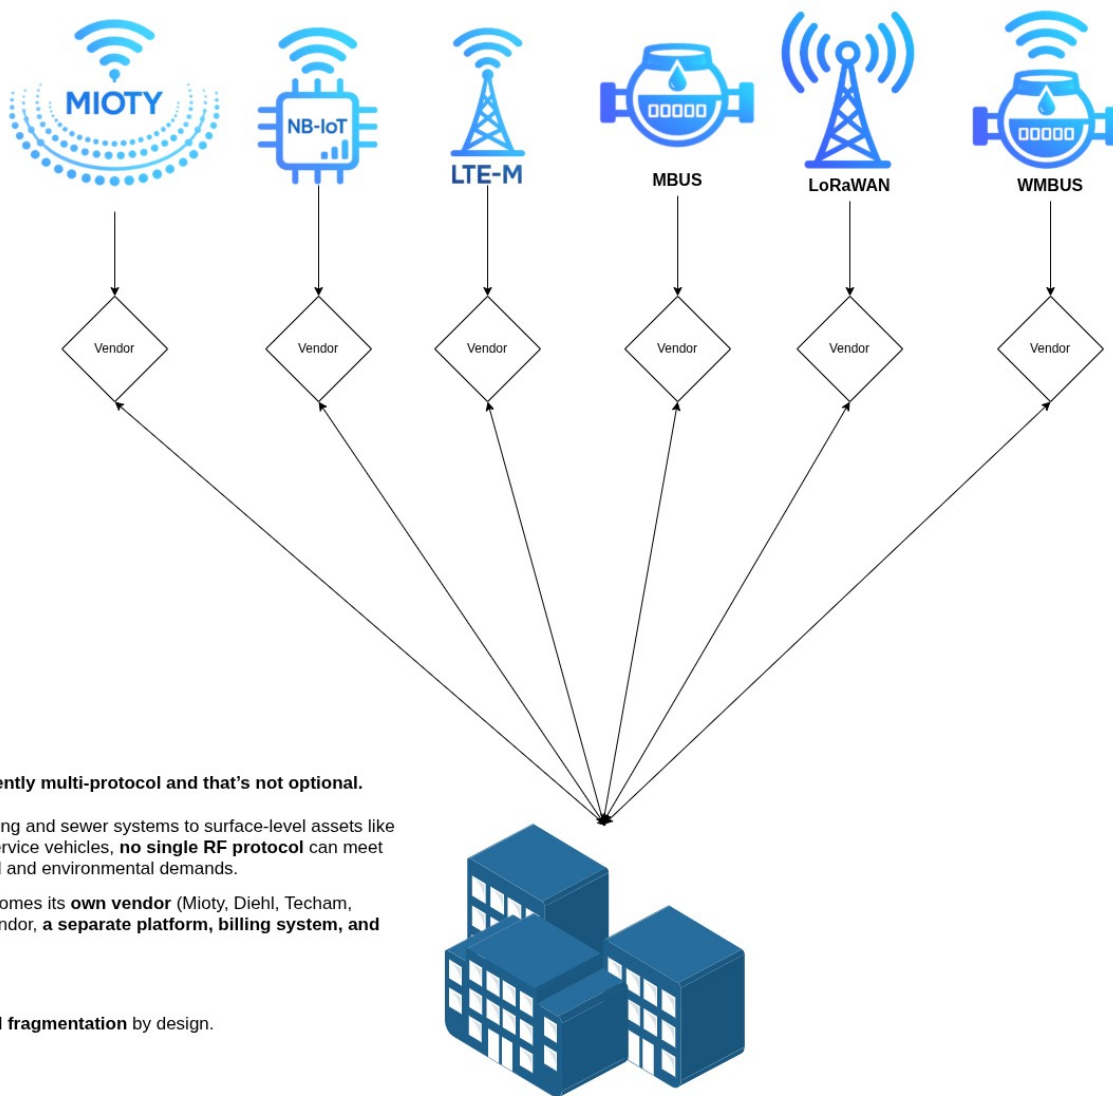 MIOTY
NB-IoT
LTE-M
MBUS
LoRaWAN
WMBUS
Vendor
Vendor
Vendor
Vendor
Vendor
Vendor
ently multi-protocol and that's not optional.
ing and sewer systems to surface-level assets like
ervice vehicles, no single RF protocol can meet
l and environmental demands.
omes its own vendor (Mioty, Diehl, Techam,
ndor, a separate platform, billing system, and
l fragmentation by design.